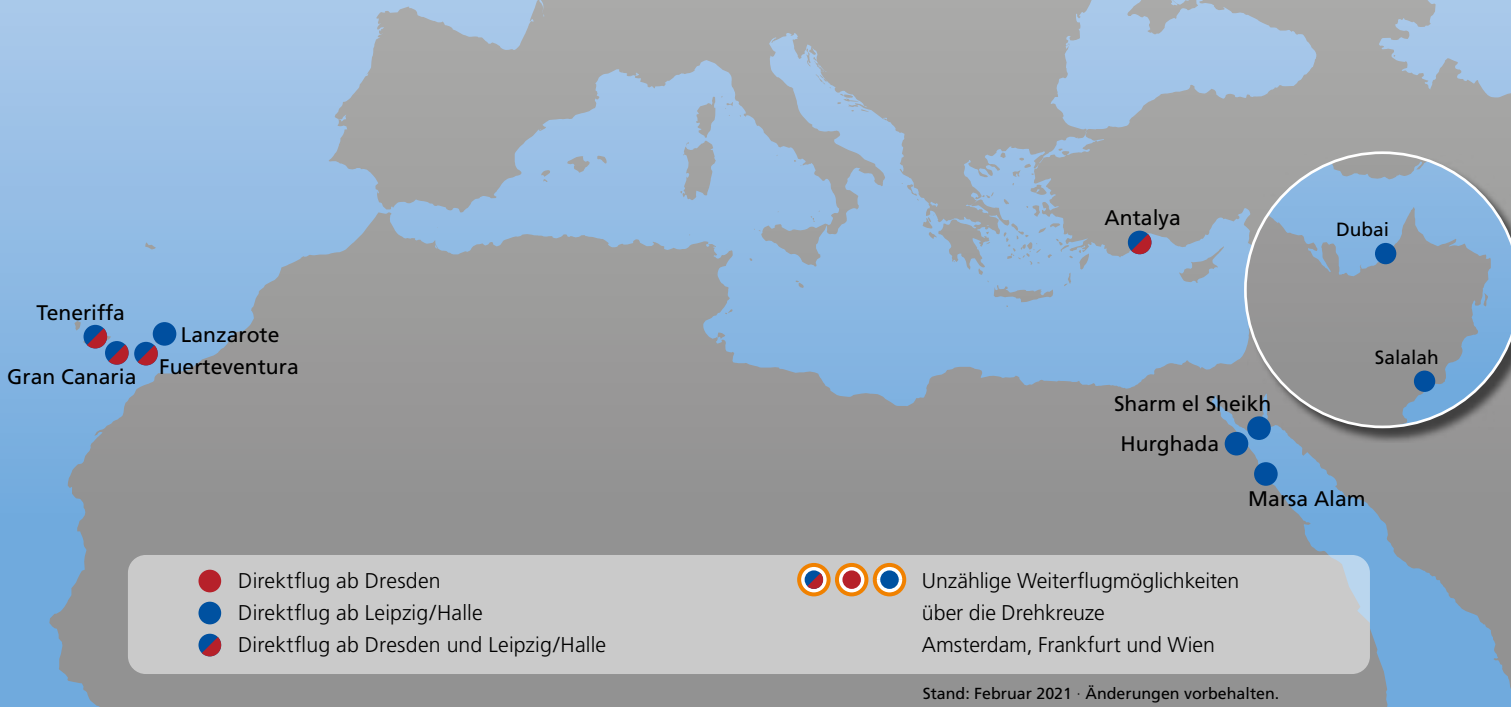 Antalya
Dubai
Teneriffa
Lanzarote
Fuerteventura
Gran Canaria
Salalah
Sharm el Sheikh
Hurghada
Marsa Alam
Direktflug ab Dresden
Direktflug ab Leipzig/Halle
Direktflug ab Dresden und Leipzig/Halle
Unzählige Weiterflugmöglichkeiten
über die Drehkreuze
Amsterdam, Frankfurt und Wien
Stand: Februar 2021 · Änderungen vorbehalten.